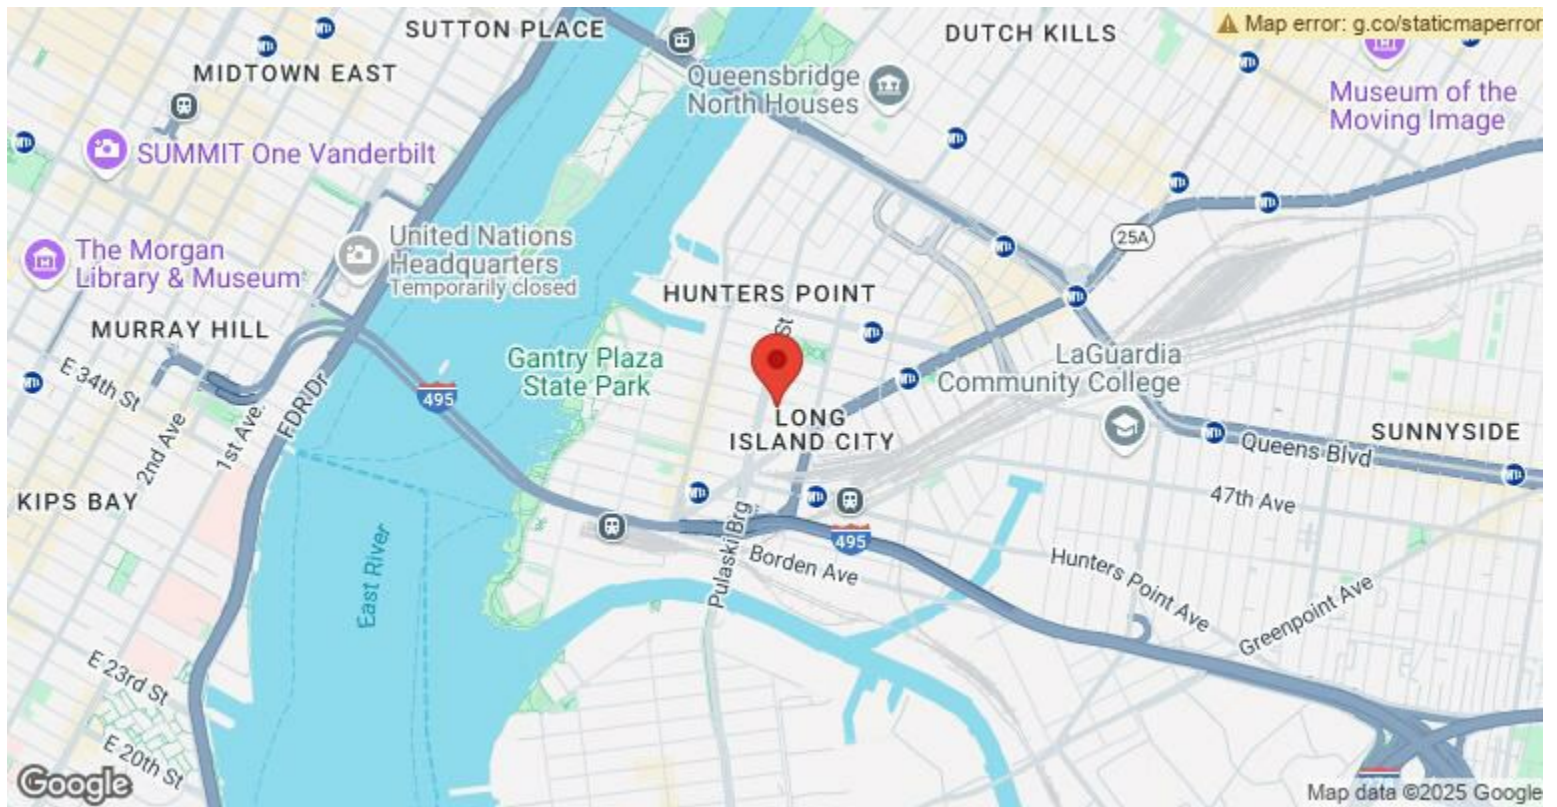 SUTTON PLACE
DUTCH KILLS
Map error: g.co/staticmaperror
MIDTOWN EAST
Queensbridge
North Houses
Museum of the
Moving Image
SUMMIT One Vanderbilt
25A
The Morgan
Library & Museum
United Nations
Headquarters
Temporarily closed
HUNTERS POINT
St
MURRAY HILL
Gantry Plaza
State Park
LaGuardia
Community College
E 34th St
495
2nd Ave
1st Ave.
FDR Dr
LONG
ISLAND CITY
Queens Blvd
SUNNYSIDE
KIPS BAY
47th Ave
Pulaski Brg
495
Borden Ave
Hunters Point Ave
Greenpoint Ave
East River
E 23rd St
E 20th St
Google
Map data ©2025 Google